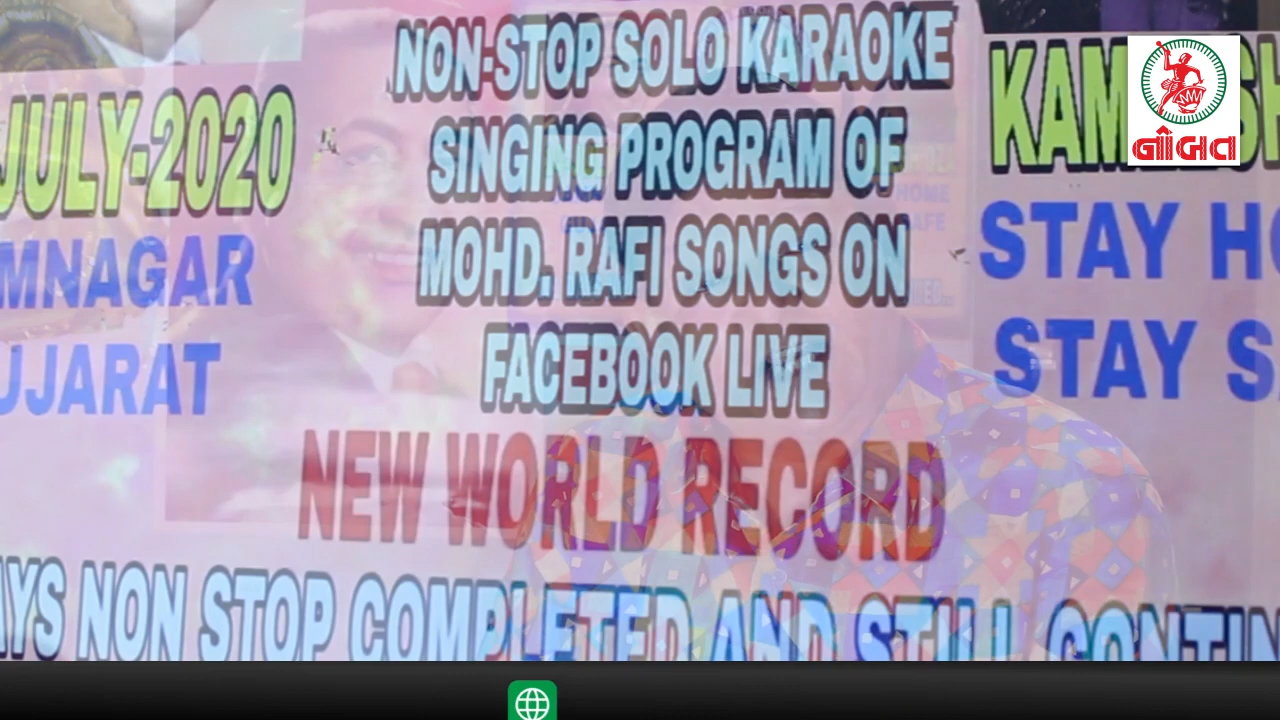 NON-STOP SOLO KARAOKE
SINGING PROGRAM OF
MOHD. RAFI SONGS ON
FACEBOOK LIVE
NEW WORLD RECORD
JULY-2020
MNAGAR
UJARAT
STAY
STAY
NON STOP COMPLETED AND STILL